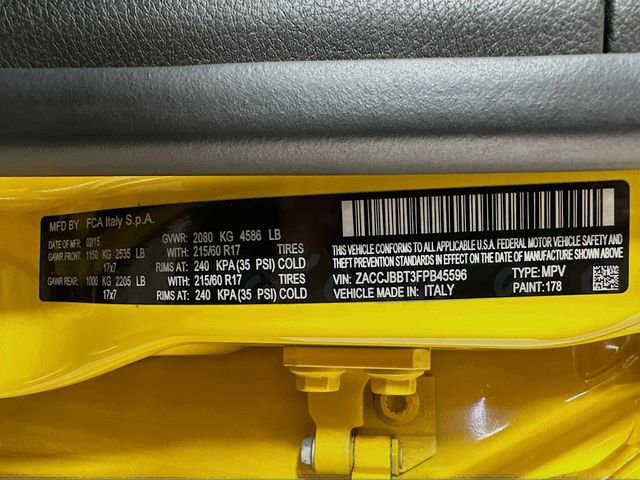 MFD BY FCA Italy S.p.A.
DATE OF MFR 02/15 GVWR: 2080 KG 4586 LB
GAWR FRONT: 1150 KG 2535 LB WITH: 215/60 R17 TIRES
17x7 RIMS AT: 240 KPA(35 PSI) COLD
GAWR REAR: 1000 KG 2205 LB WITH: 215/60 R17 TIRES
17x7 RIMS AT: 240 KPA(35 PSI) COLD
THIS VEHICLE CONFORMS TO ALL APPLICABLE U.S.A. FEDERAL MOTOR VEHICLE SAFETY
AND THEFT PREVENTION STANDARDS IN EFFECT ON THE DATE OF MANUFACTURE SHOWN ABOVE
VIN: ZACCJBBT3FPB45596 TYPE: MPV
VEHICLE MADE IN: ITALY PAINT: 178